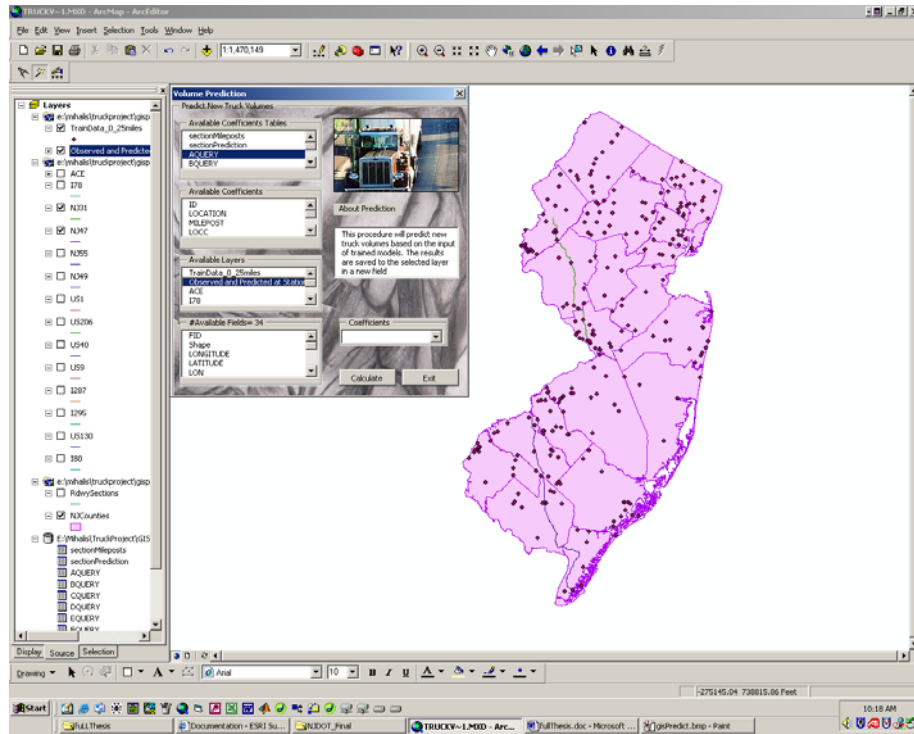 TRUCKV~1.MXD - ArcMap - ArcEditor
File Edit View Insert Selection Tools Window Help
1:1,470,149
Layers
e:\mihalis\truckproject\gisp
TrainData_0_25miles
Observed and Predicte
e:\mihalis\truckproject\gisp
ACE
I78
NJ31
NJ47
NJ55
NJ49
US1
US206
US40
US9
I287
I295
US130
I80
e:\mihalis\truckproject\gisp
RdwySections
NJCounties
E:\Mihalis\TruckProject\GIS
sectionMileposts
sectionPrediction
AQUERY
BQUERY
CQUERY
DQUERY
EQUERY
Display Source Selection
Volume Prediction
Predict New Truck Volumes
Available Coefficients Tables
sectionMileposts
sectionPrediction
AQUERY
BQUERY
Available Coefficients
ID
LOCATION
MILEPOST
LOCC
About Prediction
This procedure will predict new
truck volumes based on the input
of trained models. The results
are saved to the selected layer
in a new field
Available Layers
TrainData_0_25miles
Observed and Predicted at Station
ACE
I78
#Available Fields= 34
FID
Shape
LONGITUDE
LATITUDE
LON
Coefficients
Calculate Exit
Drawing Arial 10 B I U A
-275145.04 738815.06 Feet
Start
10:18 AM
FulLThesis
Documentation - ESRI Su...
NJDOT_Final
TRUCKV~1.MXD - Arc...
fullThesis.doc - Microsoft ...
gisPredict.bmp - Paint